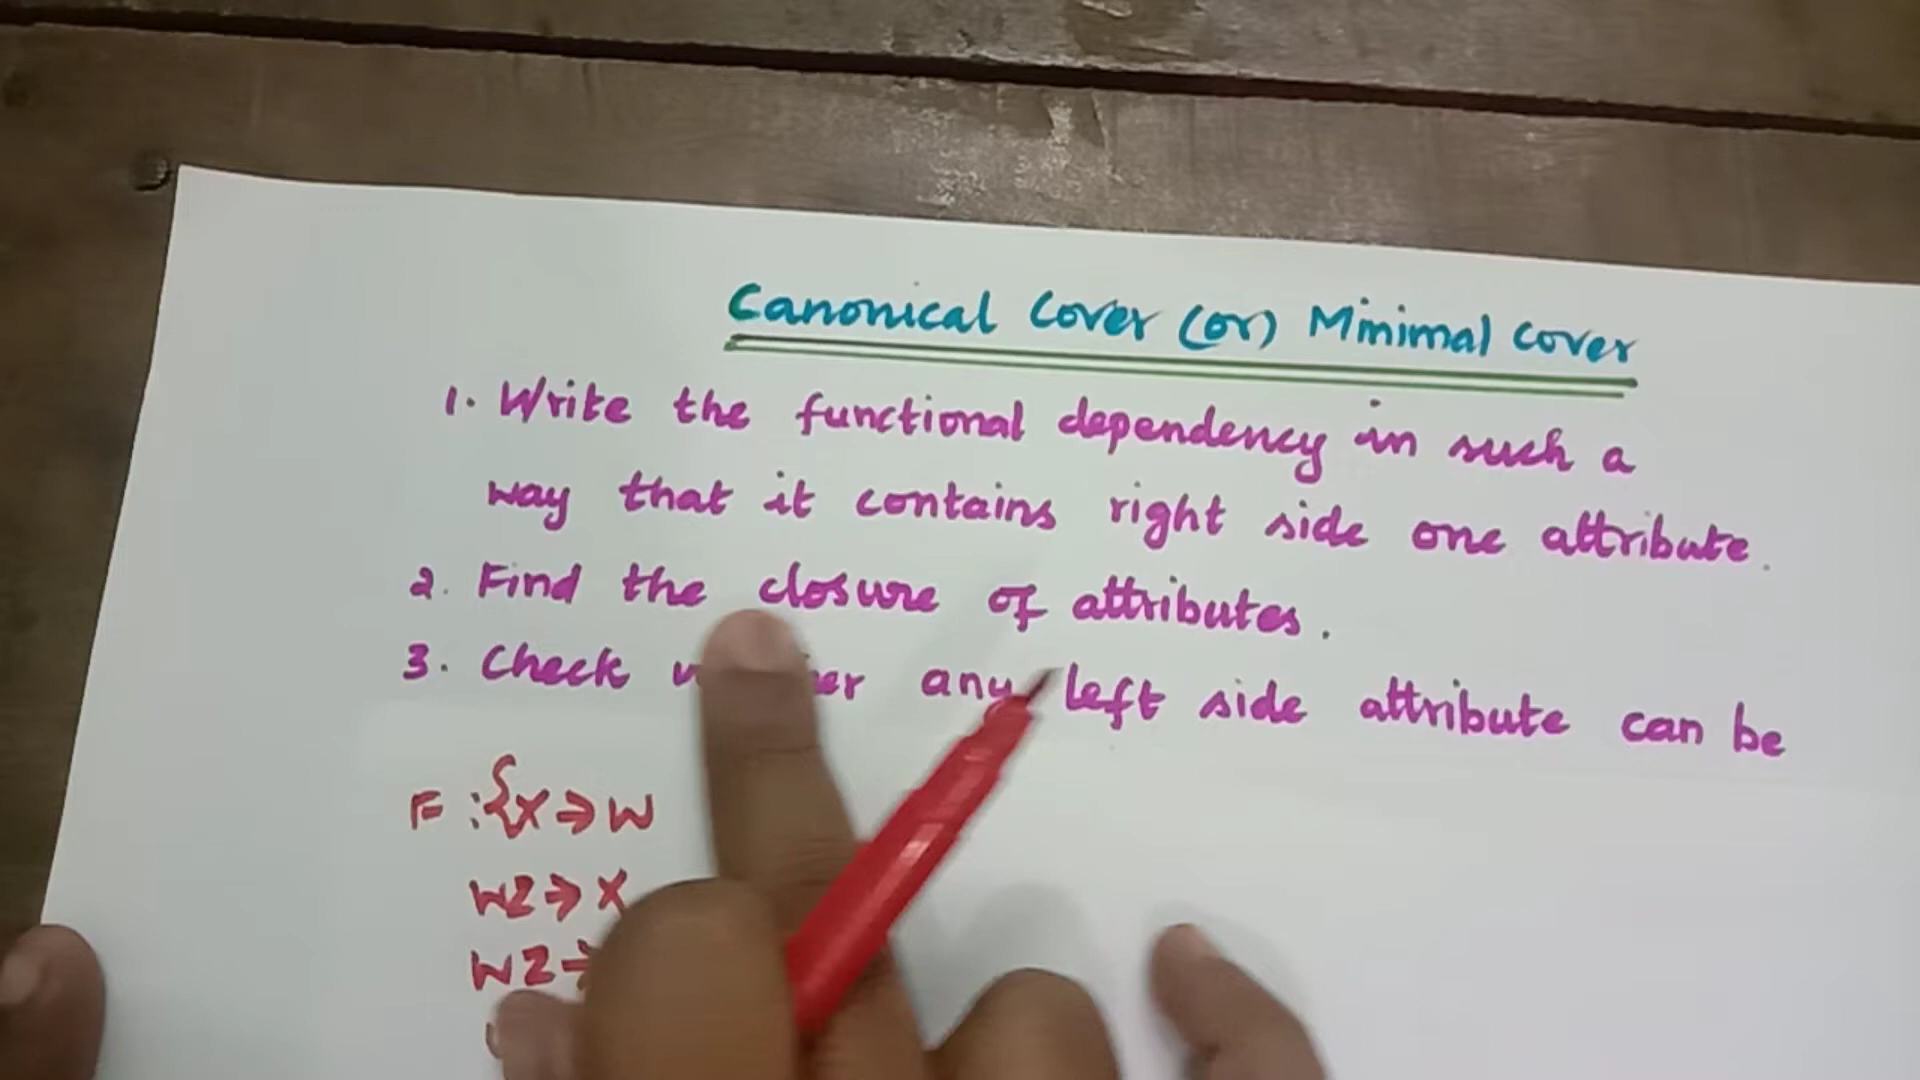 Canonical Cover (or) Minimal Cover
1. Write the functional dependency in such a
way that it contains right side one attribute.
2. Find the closure of attributes.
3. Check any left side attribute can be
F : {X → W
WZ → X
WZ →